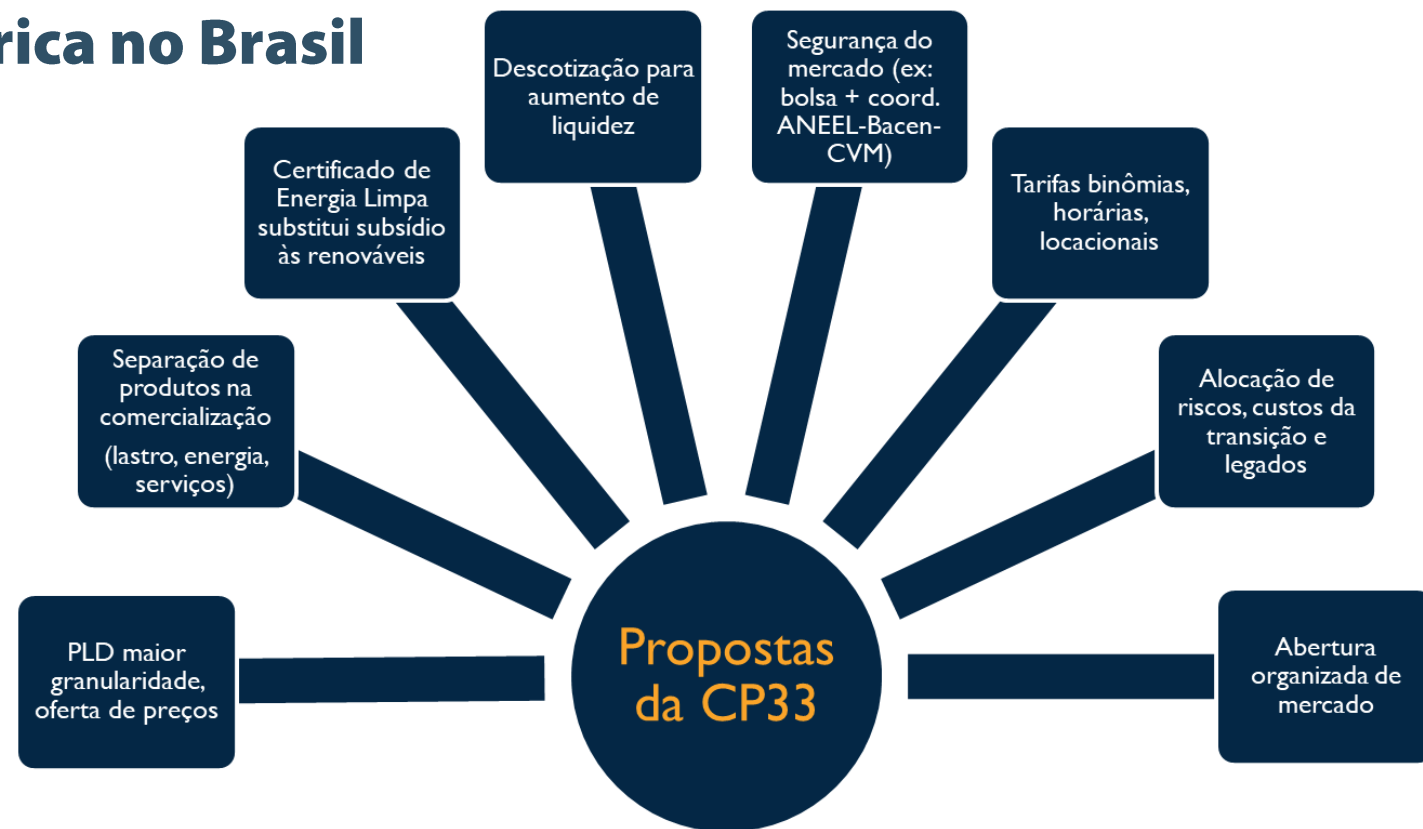 rica no Brasil
Descotização para
aumento de
liquidez
Segurança do
mercado (ex:
bolsa + coord.
ANEEL-Bacen-
CVM)
Certificado de
Energia Limpa
substitui subsídio
às renováveis
Tarifas binômias,
horárias,
locacionais
Separação de
produtos na
comercialização
(lastro, energia,
serviços)
Alocação de
riscos, custos da
transição e
legados
PLD maior
granularidade,
oferta de preços
Propostas
da CP33
Abertura
organizada de
mercado